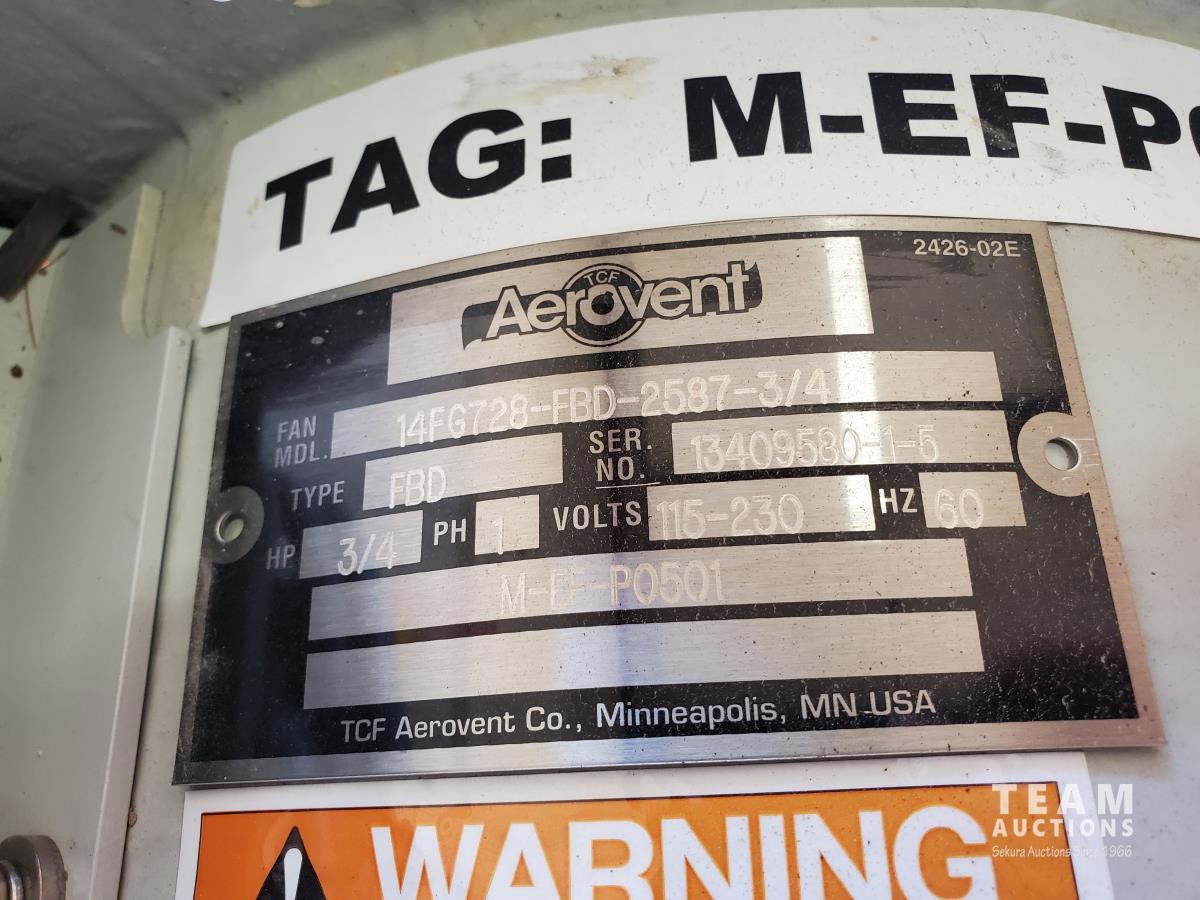 TAG: M-EF-P
2426-02E
TCF
Aerovent
FAN MDL. 14FG728-FBD-2587-3/4
TYPE FBD SER. NO. 13409580-1-5
HP 3/4 PH 1 VOLTS 115-230 HZ 60
M-EF-P0501
TCF Aerovent Co., Minneapolis, MN USA
WARNING
TEAM
AUCTIONS
Sekura Auctions Since 1966